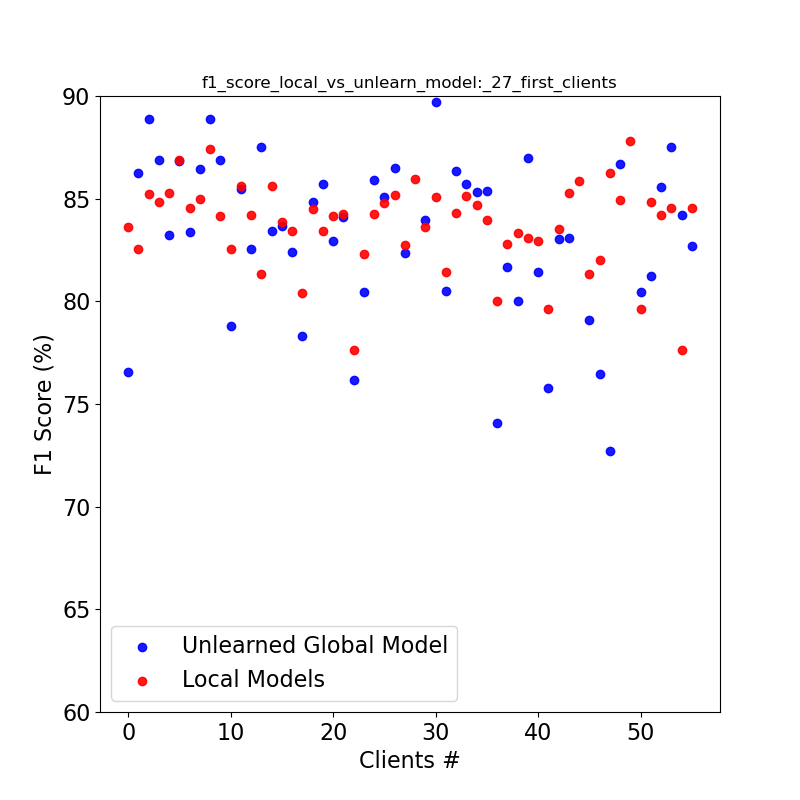 f1_score_local_vs_unlearn_model:_27_first_clients
90
85
80
75
70
65
60
F1 Score (%)
Unlearned Global Model
Local Models
0 10 20 30 40 50
Clients #